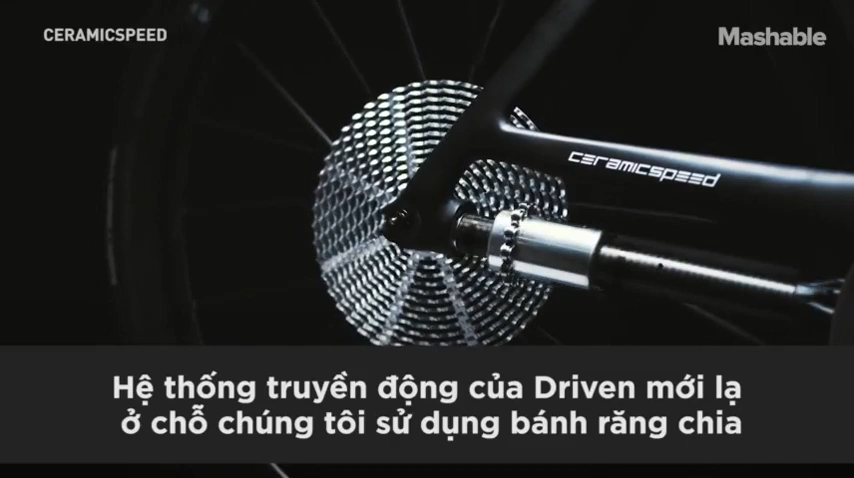 CERAMICSPEED
Mashable
ceramicspeed
Hệ thống truyền động của Driven mới lạ
ở chỗ chúng tôi sử dụng bánh răng chia